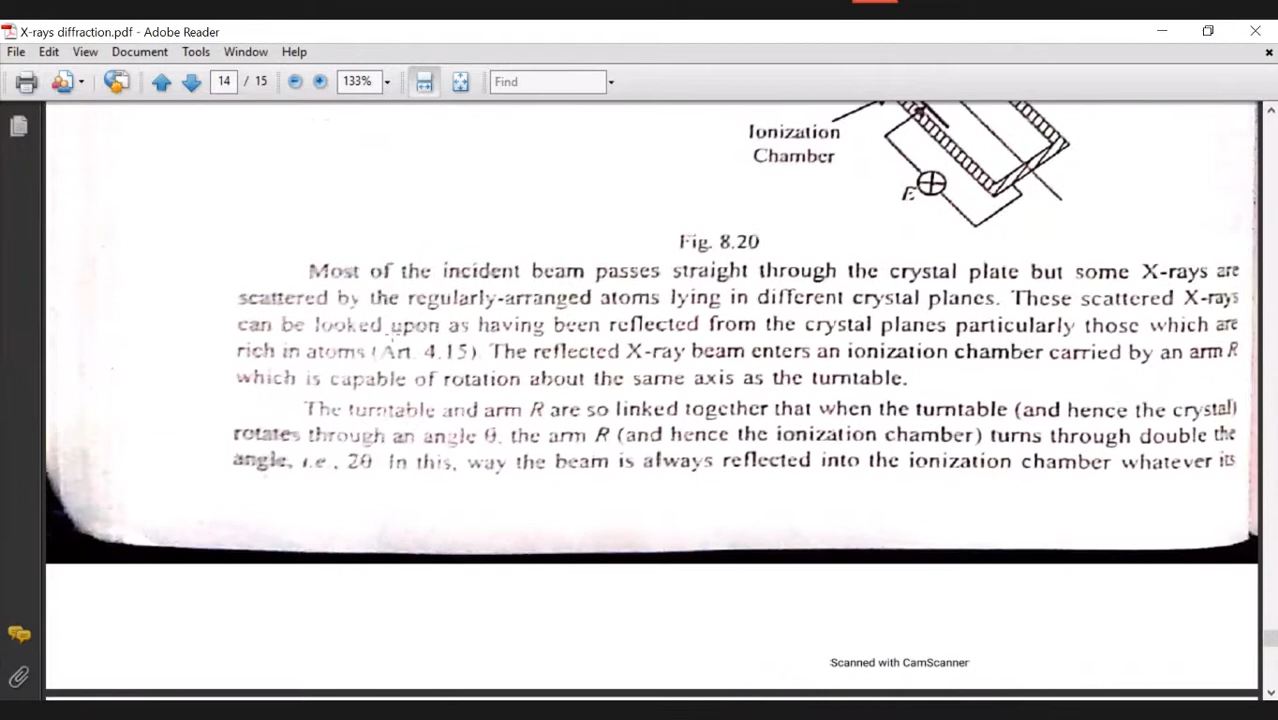 X-rays diffraction.pdf - Adobe Reader
File Edit View Document Tools Window Help
14 / 15 133% Find
Ionization
Chamber
E
Fig. 8.20
Most of the incident beam passes straight through the crystal plate but some X-rays are
scattered by the regularly-arranged atoms lying in different crystal planes. These scattered X-rays
can be looked upon as having been reflected from the crystal planes particularly those which are
rich in atoms (Art. 4.15). The reflected X-ray beam enters an ionization chamber carried by an arm R
which is capable of rotation about the same axis as the turntable.
The turntable and arm R are so linked together that when the turntable (and hence the crystal)
rotates through an angle θ, the arm R (and hence the ionization chamber) turns through double the
angle, i.e., 2θ In this, way the beam is always reflected into the ionization chamber whatever its
Scanned with CamScanner